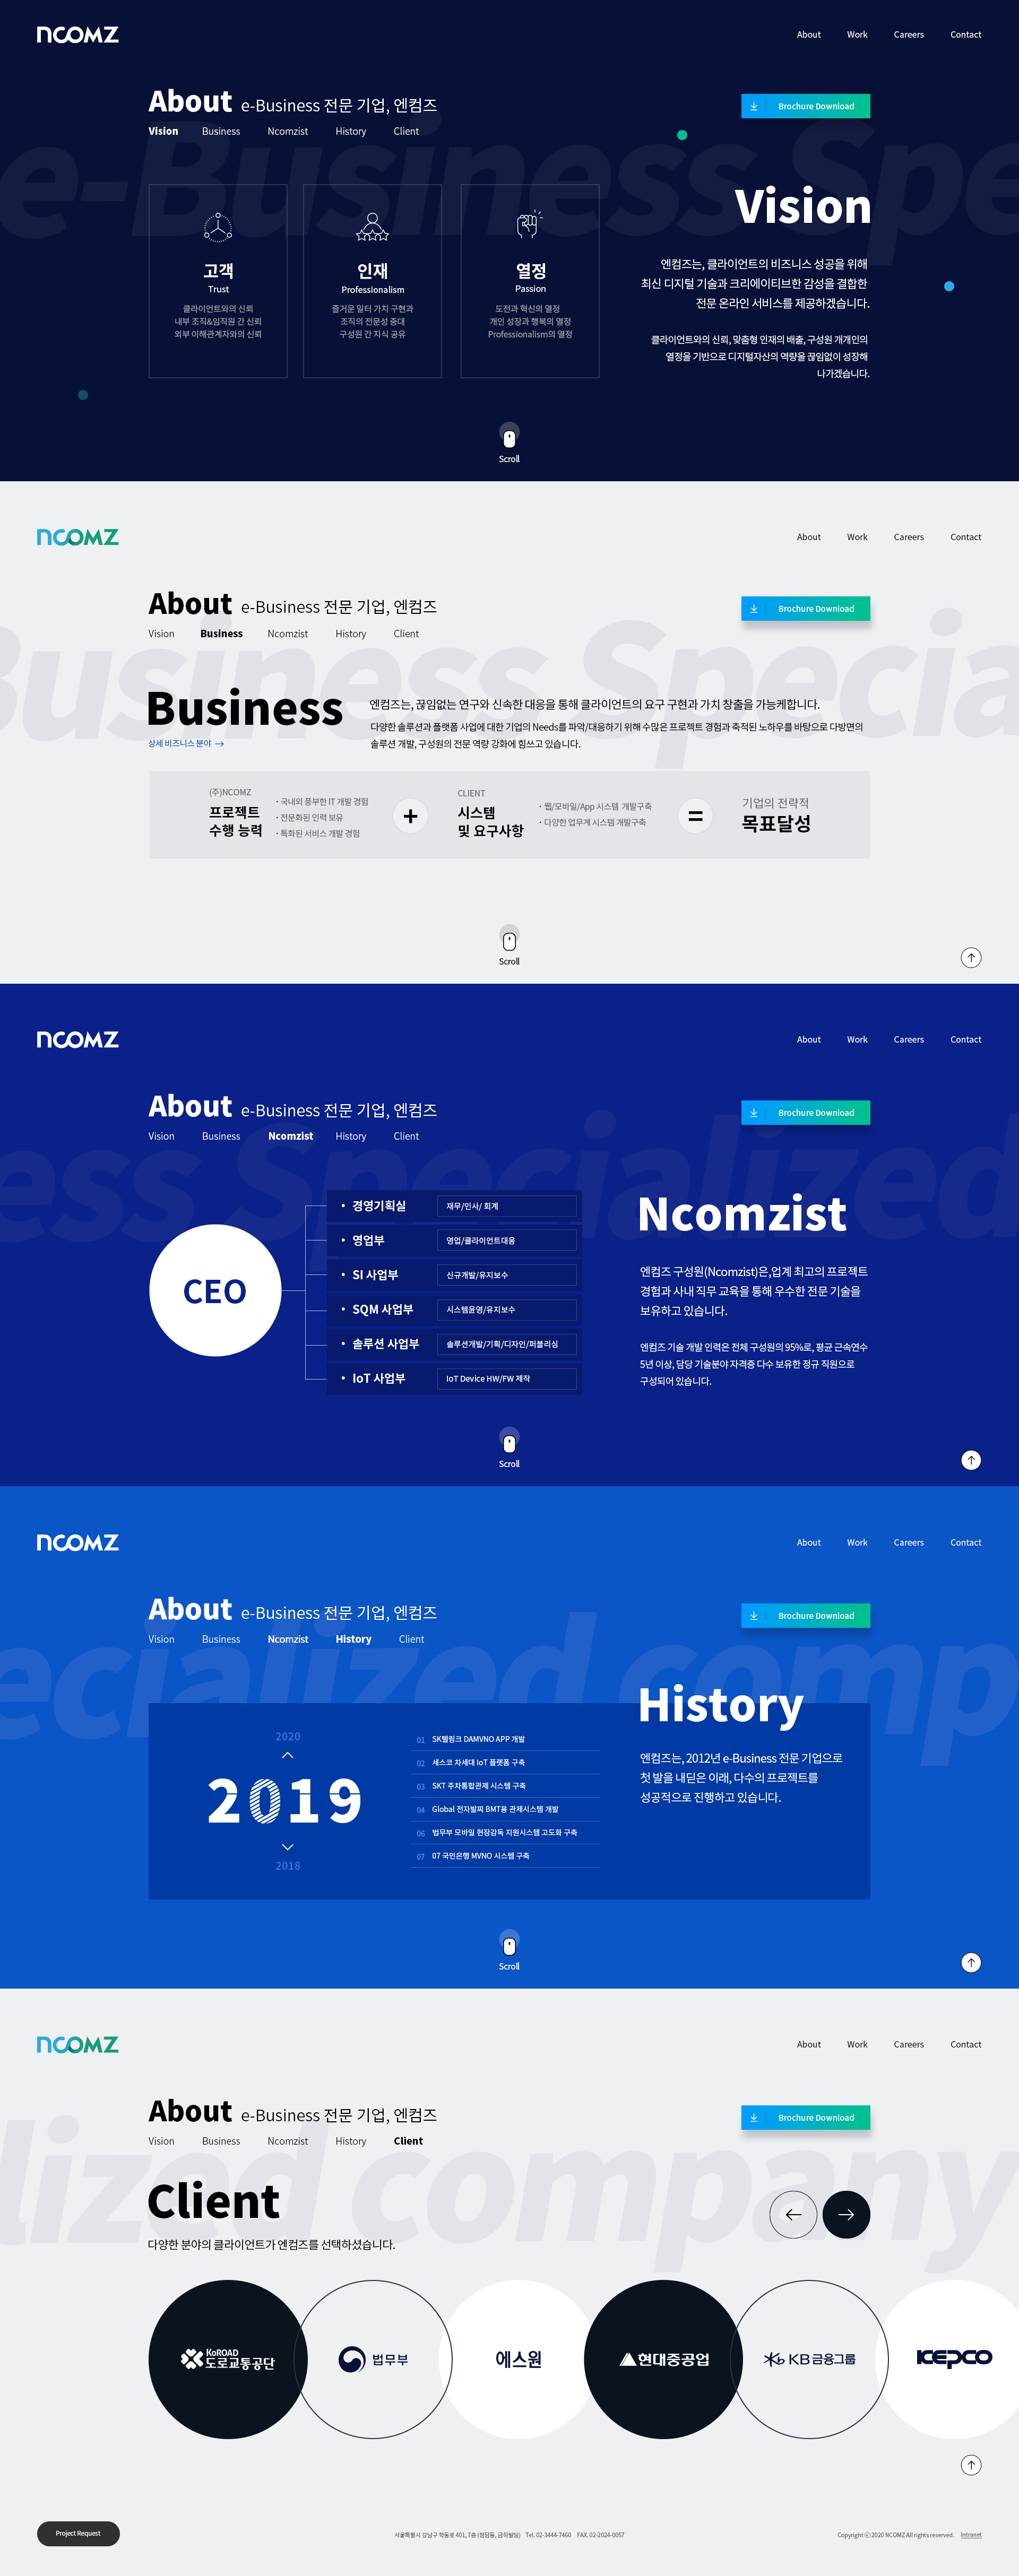 ncomz
About
Work
Careers
Contact
About e-Business 전문 기업, 엔컴즈
Brochure Download
Vision
Business
Ncomzist
History
Client
e-Business Spe
고객
Trust
클라이언트와의 신뢰
내부 조직&임직원 간 신뢰
외부 이해관계자와의 신뢰
인재
Professionalism
즐거운 일터 가치 구현과
조직의 전문성 증대
구성원 간 지식 공유
열정
Passion
도전과 혁신의 열정
개인 성장과 행복의 열정
Professionalism의 열정
Vision
엔컴즈는, 클라이언트의 비즈니스 성공을 위해
최신 디지털 기술과 크리에이티브한 감성을 결합한
전문 온라인 서비스를 제공하겠습니다.
클라이언트와의 신뢰, 맞춤형 인재의 배출, 구성원 개개인의
열정을 기반으로 디지털자산의 역량을 끊임없이 성장해
나가겠습니다.
Scroll
ncomz
About
Work
Careers
Contact
About e-Business 전문 기업, 엔컴즈
Brochure Download
Vision
Business
Ncomzist
History
Client
Business Specia
Business
상세 비즈니스 분야 →
엔컴즈는, 끊임없는 연구와 신속한 대응을 통해 클라이언트의 요구 구현과 가치 창출을 가능케합니다.
다양한 솔루션과 플랫폼 사업에 대한 기업의 Needs를 파악/대응하기 위해 수많은 프로젝트 경험과 축적된 노하우를 바탕으로 다방면의
솔루션 개발, 구성원의 전문 역량 강화에 힘쓰고 있습니다.
(주)NCOMZ
프로젝트
수행 능력
· 국내외 풍부한 IT 개발 경험
· 전문화된 인력 보유
· 특화된 서비스 개발 경험
+
CLIENT
시스템
및 요구사항
· 웹/모바일/App 시스템 개발구축
· 다양한 업무계 시스템 개발구축
=
기업의 전략적
목표달성
Scroll
ncomz
About
Work
Careers
Contact
About e-Business 전문 기업, 엔컴즈
Brochure Download
Vision
Business
Ncomzist
History
Client
ess Specialized
CEO
• 경영기획실
재무/인사/ 회계
• 영업부
영업/클라이언트대응
• SI 사업부
신규개발/유지보수
• SQM 사업부
시스템운영/유지보수
• 솔루션 사업부
솔루션개발/기획/디자인/퍼블리싱
• IoT 사업부
IoT Device HW/FW 제작
Ncomzist
엔컴즈 구성원(Ncomzist)은,업계 최고의 프로젝트
경험과 사내 직무 교육을 통해 우수한 전문 기술을
보유하고 있습니다.
엔컴즈 기술 개발 인력은 전체 구성원의 95%로, 평균 근속연수
5년 이상, 담당 기술분야 자격증 다수 보유한 정규 직원으로
구성되어 있습니다.
Scroll
ncomz
About
Work
Careers
Contact
About e-Business 전문 기업, 엔컴즈
Brochure Download
Vision
Business
Ncomzist
History
Client
ecialized comp
2020
2019
2018
01 SK텔링크 DAMVNO APP 개발
02 세스코 차세대 IoT 플랫폼 구축
03 SKT 주차통합관제 시스템 구축
04 Global 전자발찌 BMT용 관제시스템 개발
06 법무부 모바일 현장감독 지원시스템 고도화 구축
07 07 국민은행 MVNO 시스템 구축
History
엔컴즈는, 2012년 e-Business 전문 기업으로
첫 발을 내딛은 이래, 다수의 프로젝트를
성공적으로 진행하고 있습니다.
Scroll
ncomz
About
Work
Careers
Contact
About e-Business 전문 기업, 엔컴즈
Brochure Download
Vision
Business
Ncomzist
History
Client
lized company
Client
다양한 분야의 클라이언트가 엔컴즈를 선택하셨습니다.
KoROAD
도로교통공단
법무부
에스원
현대중공업
KB금융그룹
KEPCO
Project Request
서울특별시 강남구 학동로 401, 7층 (청담동, 금하빌딩) Tel. 02-3444-7460 FAX. 02-2024-0057
Copyright ⓒ 2020 NCOMZ All rights reserved. Intranet